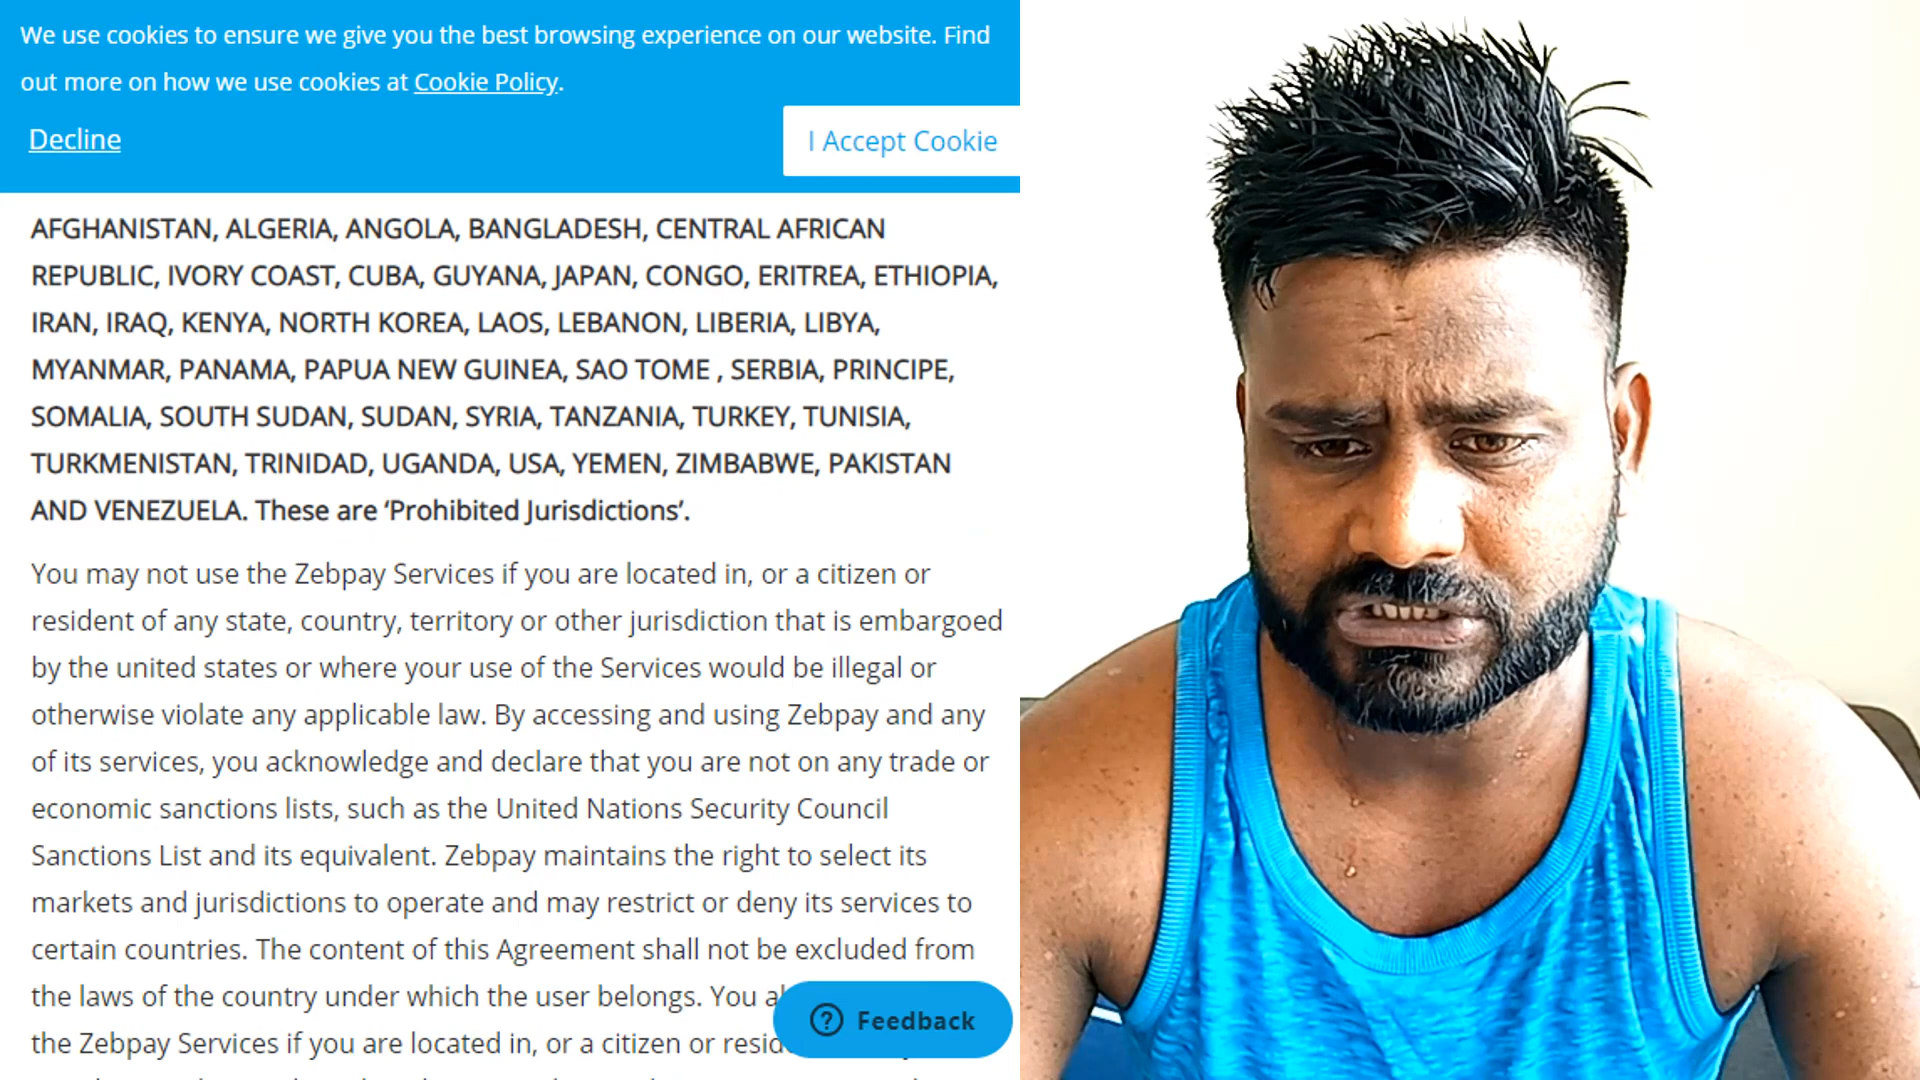 We use cookies to ensure we give you the best browsing experience on our website. Find
out more on how we use cookies at Cookie Policy.
Decline
I Accept Cookie
AFGHANISTAN, ALGERIA, ANGOLA, BANGLADESH, CENTRAL AFRICAN
REPUBLIC, IVORY COAST, CUBA, GUYANA, JAPAN, CONGO, ERITREA, ETHIOPIA,
IRAN, IRAQ, KENYA, NORTH KOREA, LAOS, LEBANON, LIBERIA, LIBYA,
MYANMAR, PANAMA, PAPUA NEW GUINEA, SAO TOME , SERBIA, PRINCIPE,
SOMALIA, SOUTH SUDAN, SUDAN, SYRIA, TANZANIA, TURKEY, TUNISIA,
TURKMENISTAN, TRINIDAD, UGANDA, USA, YEMEN, ZIMBABWE, PAKISTAN
AND VENEZUELA. These are ‘Prohibited Jurisdictions’.
You may not use the Zebpay Services if you are located in, or a citizen or
resident of any state, country, territory or other jurisdiction that is embargoed
by the united states or where your use of the Services would be illegal or
otherwise violate any applicable law. By accessing and using Zebpay and any
of its services, you acknowledge and declare that you are not on any trade or
economic sanctions lists, such as the United Nations Security Council
Sanctions List and its equivalent. Zebpay maintains the right to select its
markets and jurisdictions to operate and may restrict or deny its services to
certain countries. The content of this Agreement shall not be excluded from
the laws of the country under which the user belongs. You
the Zebpay Services if you are located in, or a citizen or
Feedback